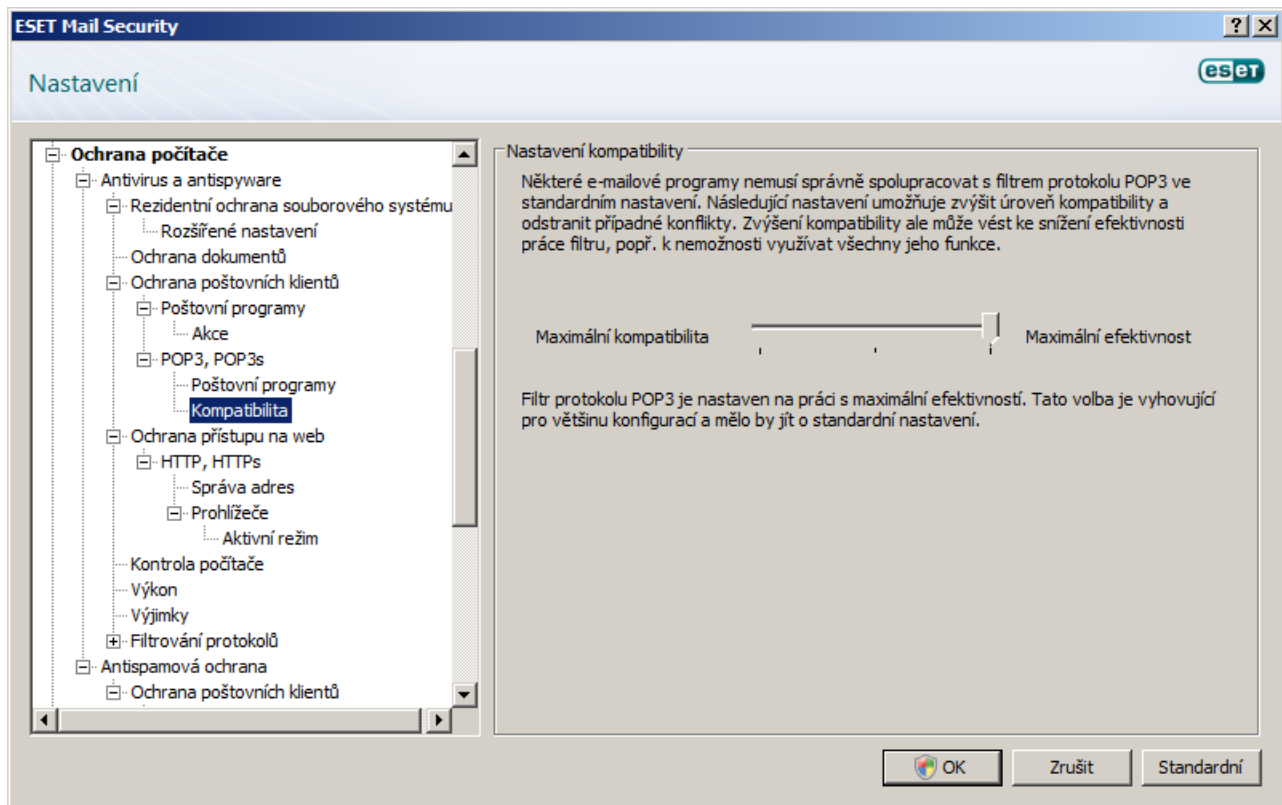 ESET Mail Security
Nastavení
eset
Ochrana počítače
Antivirus a antispyware
Rezidentní ochrana souborového systému
Rozšířené nastavení
Ochrana dokumentů
Ochrana poštovních klientů
Poštovní programy
Akce
POP3, POP3s
Poštovní programy
Kompatibilita
Ochrana přístupu na web
HTTP, HTTPs
Správa adres
Prohlížeče
Aktivní režim
Kontrola počítače
Výkon
Výjimky
Filtrování protokolů
Antispamová ochrana
Ochrana poštovních klientů
Nastavení kompatibility
Některé e-mailové programy nemusí správně spolupracovat s filtrem protokolu POP3 ve
standardním nastavení. Následující nastavení umožňuje zvýšit úroveň kompatibility a
odstranit případné konflikty. Zvýšení kompatibility ale může vést ke snížení efektivnosti
práce filtru, popř. k nemožnosti využívat všechny jeho funkce.
Maximální kompatibilita
Maximální efektivnost
Filtr protokolu POP3 je nastaven na práci s maximální efektivností. Tato volba je vyhovující
pro většinu konfigurací a mělo by jít o standardní nastavení.
OK
Zrušit
Standardní